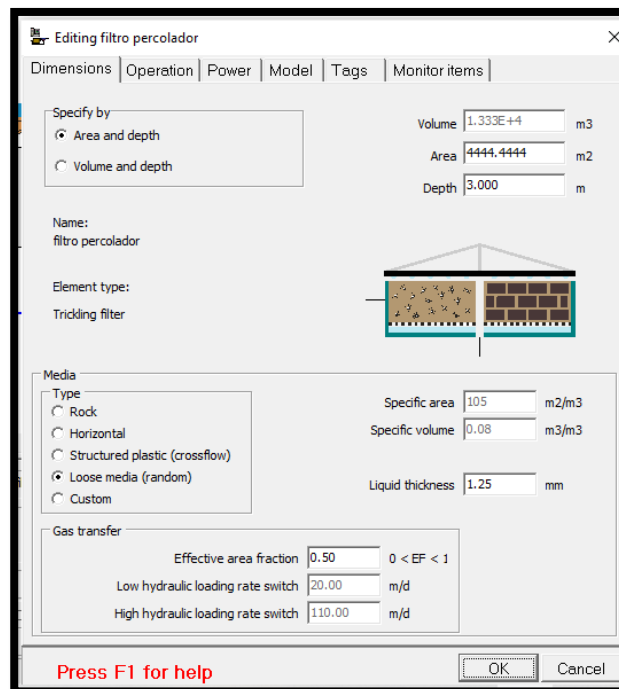 Editing filtro percolador
Dimensions Operation Power Model Tags Monitor items
Specify by
Area and depth
Volume and depth
Volume 1.333E+4 m3
Area 4444.4444 m2
Depth 3.000 m
Name:
filtro percolador
Element type:
Trickling filter
Media
Type
Rock
Horizontal
Structured plastic (crossflow)
Loose media (random)
Custom
Specific area 105 m2/m3
Specific volume 0.08 m3/m3
Liquid thickness 1.25 mm
Gas transfer
Effective area fraction 0.50 0 < EF < 1
Low hydraulic loading rate switch 20.00 m/d
High hydraulic loading rate switch 110.00 m/d
Press F1 for help
OK Cancel